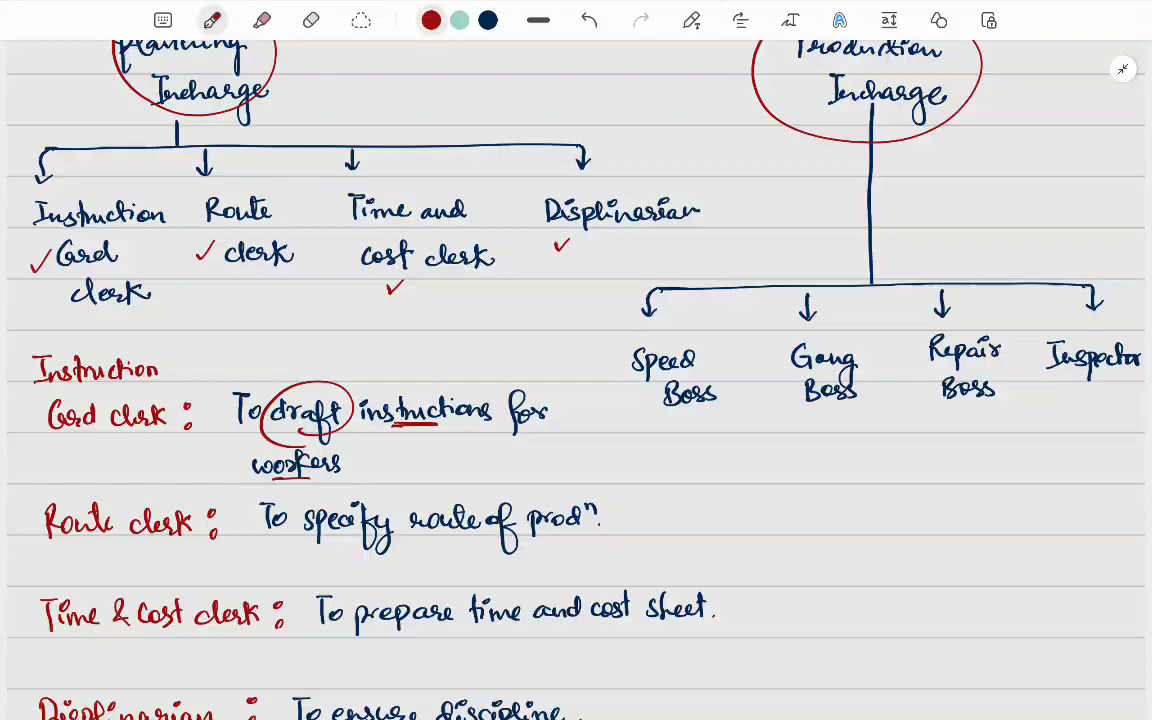 planning
Incharge
Production
Incharge
Instruction
Card
clerk
Route
clerk
Time and
cost clerk
Displinarian
Speed
Boss
Gang
Boss
Repair
Boss
Inspector
Instruction
Card clerk : To draft instructions for
workers
Route clerk : To specify route of prodn.
Time & Cost clerk : To prepare time and cost sheet.
Displinarian : To ensure discipline.